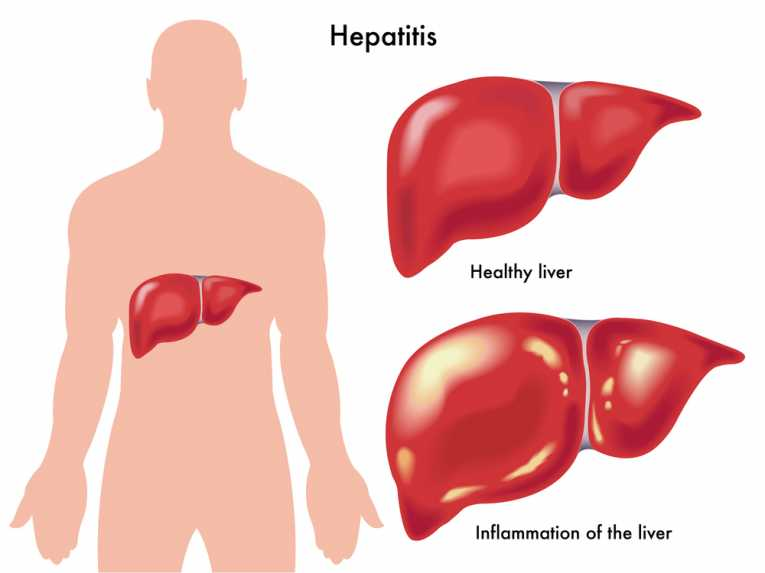 Hepatitis
Healthy liver
Inflammation of the liver